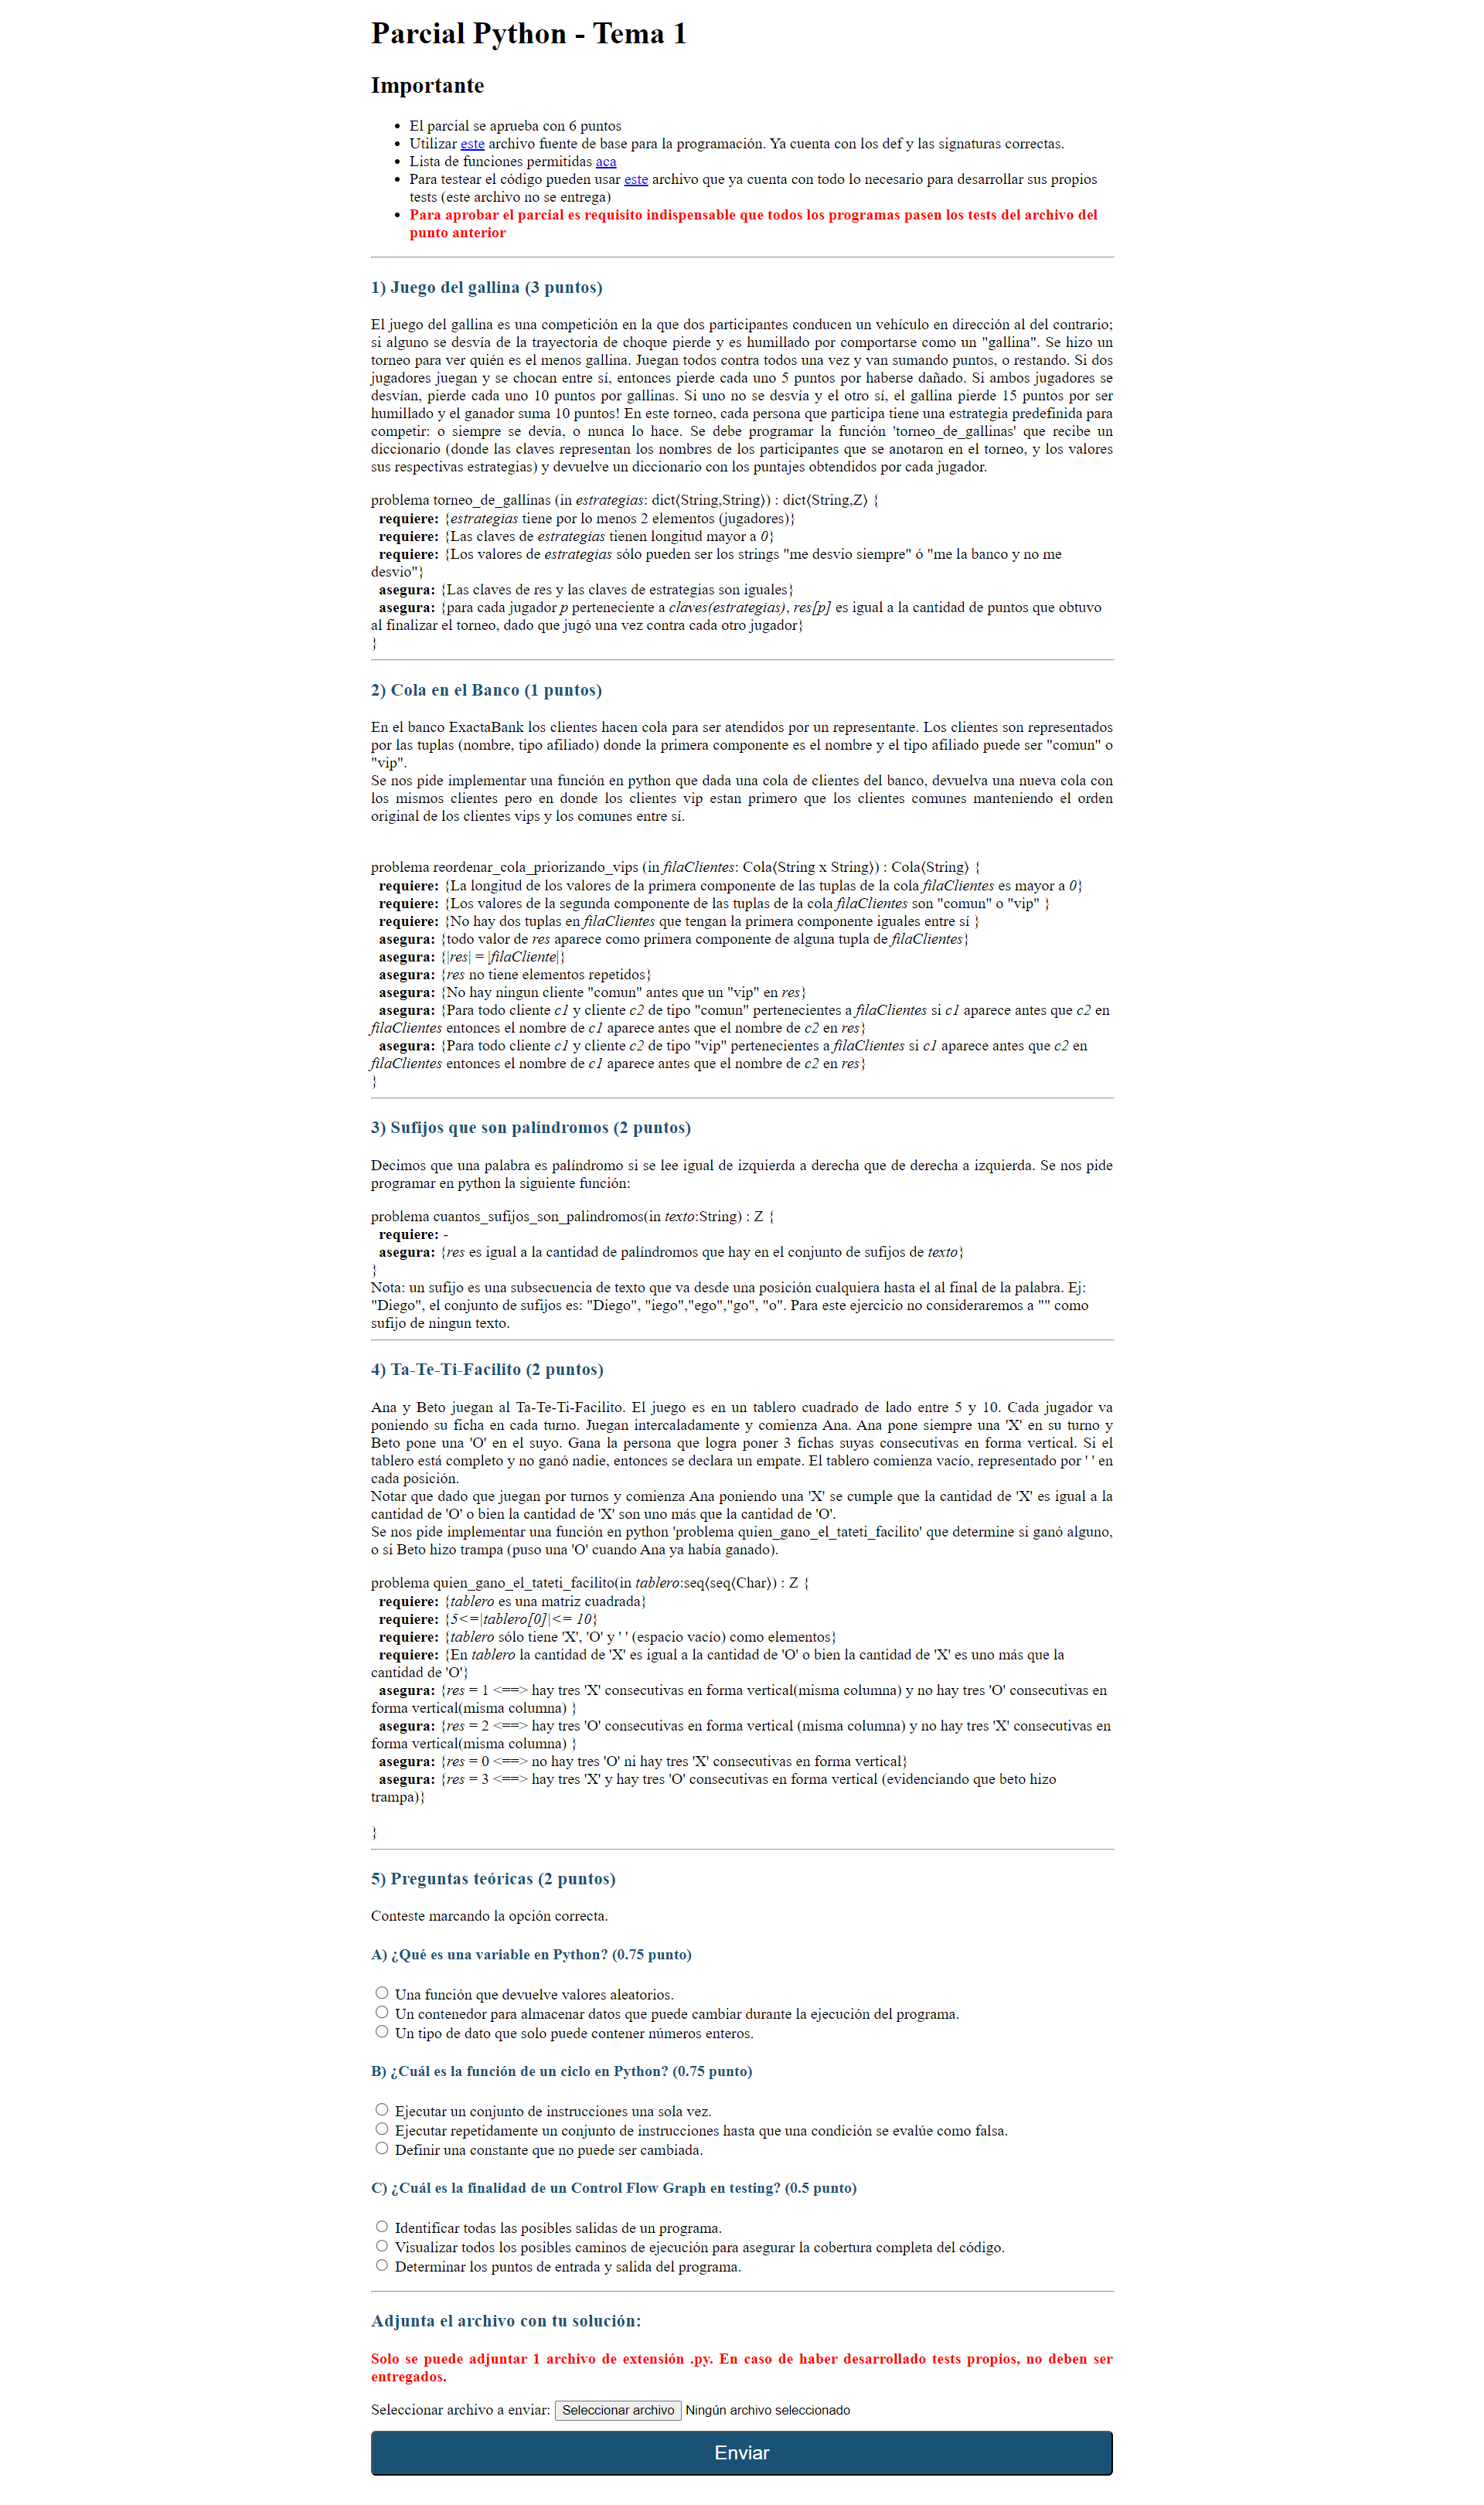 Parcial Python - Tema 1
Importante
• El parcial se aprueba con 6 puntos
• Utilizar este archivo fuente de base para la programación. Ya cuenta con los def y las signaturas correctas.
• Lista de funciones permitidas aca
• Para testear el código pueden usar este archivo que ya cuenta con todo lo necesario para desarrollar sus propios
tests (este archivo no se entrega)
• Para aprobar el parcial es requisito indispensable que todos los programas pasen los tests del archivo del
punto anterior
1) Juego del gallina (3 puntos)
El juego del gallina es una competición en la que dos participantes conducen un vehículo en dirección al del contrario;
si alguno se desvía de la trayectoria de choque pierde y es humillado por comportarse como un "gallina". Se hizo un
torneo para ver quién es el menos gallina. Juegan todos contra todos una vez y van sumando puntos, o restando. Si dos
jugadores juegan y se chocan entre sí, entonces pierde cada uno 5 puntos por haberse dañado. Si ambos jugadores se
desvían, pierde cada uno 10 puntos por gallinas. Si uno no se desvía y el otro sí, el gallina pierde 15 puntos por ser
humillado y el ganador suma 10 puntos! En este torneo, cada persona que participa tiene una estrategia predefinida para
competir: o siempre se devía, o nunca lo hace. Se debe programar la función 'torneo_de_gallinas' que recibe un
diccionario (donde las claves representan los nombres de los participantes que se anotaron en el torneo, y los valores
sus respectivas estrategias) y devuelve un diccionario con los puntajes obtendidos por cada jugador.
problema torneo_de_gallinas (in estrategias: dict⟨String,String⟩) : dict⟨String,Z⟩ {
requiere: {estrategias tiene por lo menos 2 elementos (jugadores)}
requiere: {Las claves de estrategias tienen longitud mayor a 0}
requiere: {Los valores de estrategias sólo pueden ser los strings "me desvio siempre" ó "me la banco y no me
desvio"}
asegura: {Las claves de res y las claves de estrategias son iguales}
asegura: {para cada jugador p perteneciente a claves(estrategias), res[p] es igual a la cantidad de puntos que obtuvo
al finalizar el torneo, dado que jugó una vez contra cada otro jugador}
}
2) Cola en el Banco (1 puntos)
En el banco ExactaBank los clientes hacen cola para ser atendidos por un representante. Los clientes son representados
por las tuplas (nombre, tipo afiliado) donde la primera componente es el nombre y el tipo afiliado puede ser "comun" o
"vip".
Se nos pide implementar una función en python que dada una cola de clientes del banco, devuelva una nueva cola con
los mismos clientes pero en donde los clientes vip estan primero que los clientes comunes manteniendo el orden
original de los clientes vips y los comunes entre sí.
problema reordenar_cola_priorizando_vips (in filaClientes: Cola⟨String x String⟩) : Cola⟨String⟩ {
requiere: {La longitud de los valores de la primera componente de las tuplas de la cola filaClientes es mayor a 0}
requiere: {Los valores de la segunda componente de las tuplas de la cola filaClientes son "comun" o "vip" }
requiere: {No hay dos tuplas en filaClientes que tengan la primera componente iguales entre sí }
asegura: {todo valor de res aparece como primera componente de alguna tupla de filaClientes}
asegura: {|res| = |filaCliente|}
asegura: {res no tiene elementos repetidos}
asegura: {No hay ningun cliente "comun" antes que un "vip" en res}
asegura: {Para todo cliente c1 y cliente c2 de tipo "comun" pertenecientes a filaClientes si c1 aparece antes que c2 en
filaClientes entonces el nombre de c1 aparece antes que el nombre de c2 en res}
asegura: {Para todo cliente c1 y cliente c2 de tipo "vip" pertenecientes a filaClientes si c1 aparece antes que c2 en
filaClientes entonces el nombre de c1 aparece antes que el nombre de c2 en res}
}
3) Sufijos que son palíndromos (2 puntos)
Decimos que una palabra es palíndromo si se lee igual de izquierda a derecha que de derecha a izquierda. Se nos pide
programar en python la siguiente función:
problema cuantos_sufijos_son_palindromos(in texto:String) : Z {
requiere: -
asegura: {res es igual a la cantidad de palíndromos que hay en el conjunto de sufijos de texto}
}
Nota: un sufijo es una subsecuencia de texto que va desde una posición cualquiera hasta el al final de la palabra. Ej:
"Diego", el conjunto de sufijos es: "Diego", "iego","ego","go", "o". Para este ejercicio no consideraremos a "" como
sufijo de ningun texto.
4) Ta-Te-Ti-Facilito (2 puntos)
Ana y Beto juegan al Ta-Te-Ti-Facilito. El juego es en un tablero cuadrado de lado entre 5 y 10. Cada jugador va
poniendo su ficha en cada turno. Juegan intercaladamente y comienza Ana. Ana pone siempre una 'X' en su turno y
Beto pone una 'O' en el suyo. Gana la persona que logra poner 3 fichas suyas consecutivas en forma vertical. Si el
tablero está completo y no ganó nadie, entonces se declara un empate. El tablero comienza vacío, representado por ' ' en
cada posición.
Notar que dado que juegan por turnos y comienza Ana poniendo una 'X' se cumple que la cantidad de 'X' es igual a la
cantidad de 'O' o bien la cantidad de 'X' son uno más que la cantidad de 'O'.
Se nos pide implementar una función en python 'problema quien_gano_el_tateti_facilito' que determine si ganó alguno,
o si Beto hizo trampa (puso una 'O' cuando Ana ya había ganado).
problema quien_gano_el_tateti_facilito(in tablero:seq⟨seq⟨Char⟩) : Z {
requiere: {tablero es una matriz cuadrada}
requiere: {5<=|tablero[0]|<= 10}
requiere: {tablero sólo tiene 'X', 'O' y ' ' (espacio vacío) como elementos}
requiere: {En tablero la cantidad de 'X' es igual a la cantidad de 'O' o bien la cantidad de 'X' es uno más que la
cantidad de 'O'}
asegura: {res = 1 <==> hay tres 'X' consecutivas en forma vertical(misma columna) y no hay tres 'O' consecutivas en
forma vertical(misma columna) }
asegura: {res = 2 <==> hay tres 'O' consecutivas en forma vertical (misma columna) y no hay tres 'X' consecutivas en
forma vertical(misma columna) }
asegura: {res = 0 <==> no hay tres 'O' ni hay tres 'X' consecutivas en forma vertical}
asegura: {res = 3 <==> hay tres 'X' y hay tres 'O' consecutivas en forma vertical (evidenciando que beto hizo
trampa)}
}
5) Preguntas teóricas (2 puntos)
Conteste marcando la opción correcta.
A) ¿Qué es una variable en Python? (0.75 punto)
Una función que devuelve valores aleatorios.
Un contenedor para almacenar datos que puede cambiar durante la ejecución del programa.
Un tipo de dato que solo puede contener números enteros.
B) ¿Cuál es la función de un ciclo en Python? (0.75 punto)
Ejecutar un conjunto de instrucciones una sola vez.
Ejecutar repetidamente un conjunto de instrucciones hasta que una condición se evalúe como falsa.
Definir una constante que no puede ser cambiada.
C) ¿Cuál es la finalidad de un Control Flow Graph en testing? (0.5 punto)
Identificar todas las posibles salidas de un programa.
Visualizar todos los posibles caminos de ejecución para asegurar la cobertura completa del código.
Determinar los puntos de entrada y salida del programa.
Adjunta el archivo con tu solución:
Solo se puede adjuntar 1 archivo de extensión .py. En caso de haber desarrollado tests propios, no deben ser
entregados.
Seleccionar archivo a enviar: Seleccionar archivo Ningún archivo seleccionado
Enviar